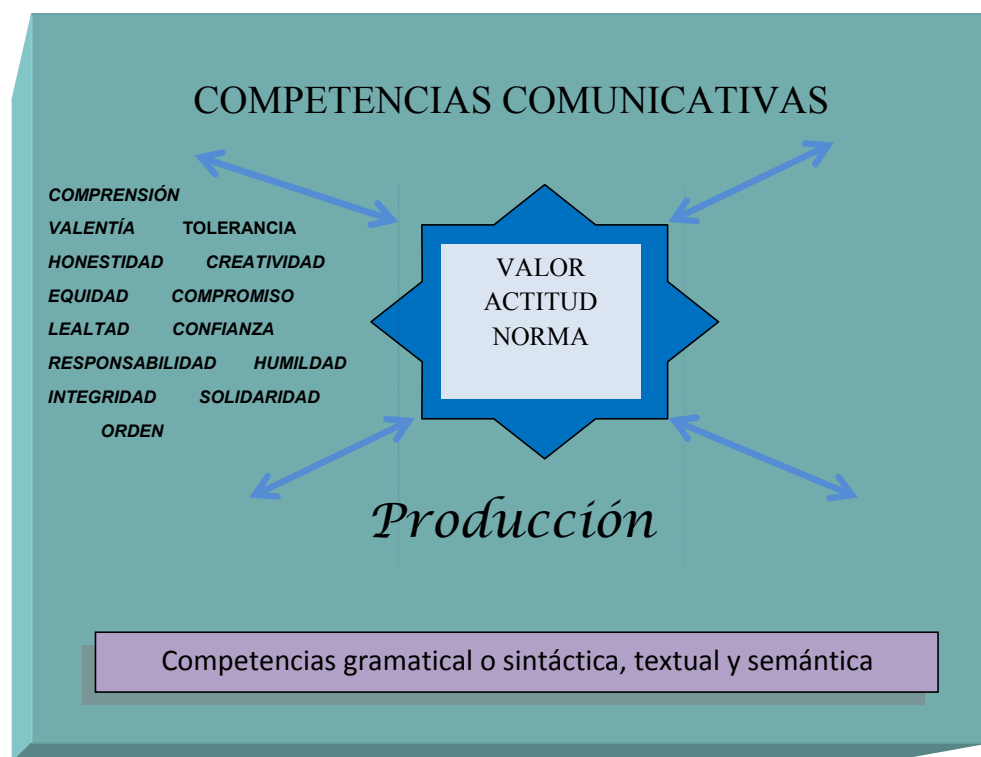 COMPETENCIAS COMUNICATIVAS
COMPRENSIÓN
VALENTÍA TOLERANCIA
HONESTIDAD CREATIVIDAD
EQUIDAD COMPROMISO
LEALTAD CONFIANZA
RESPONSABILIDAD HUMILDAD
INTEGRIDAD SOLIDARIDAD
ORDEN
VALOR
ACTITUD
NORMA
Producción
Competencias gramatical o sintáctica, textual y semántica